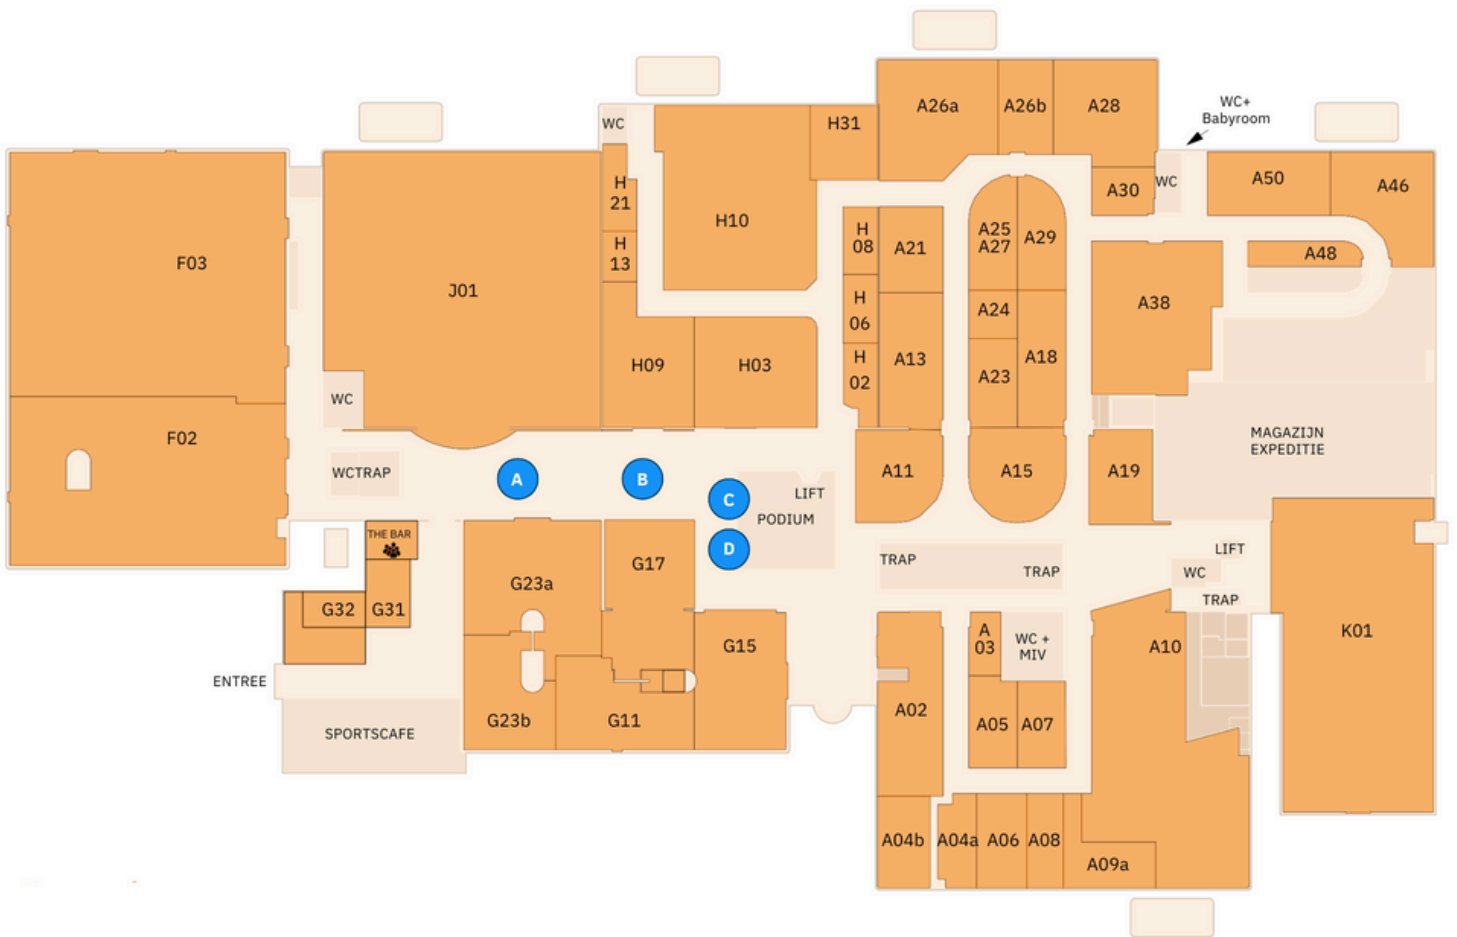 A26a
A26b
A28
WC+
Babyroom
WC
H31
H
21
H10
A30
WC
A50
A46
F03
J01
H
13
H
08
A21
A25
A27
A29
A48
H
06
A24
A38
H09
H03
H
02
A13
A23
A18
WC
F02
WCTRAP
A
B
C
D
LIFT
PODIUM
A11
A15
A19
MAGAZIJN
EXPEDITIE
THE BAR
G32
G31
G23a
G17
G15
TRAP
TRAP
LIFT
WC
TRAP
K01
ENTREE
SPORTSCAFE
G23b
G11
A02
A
03
WC +
MIV
A10
A05
A07
A04b
A04a
A06
A08
A09a